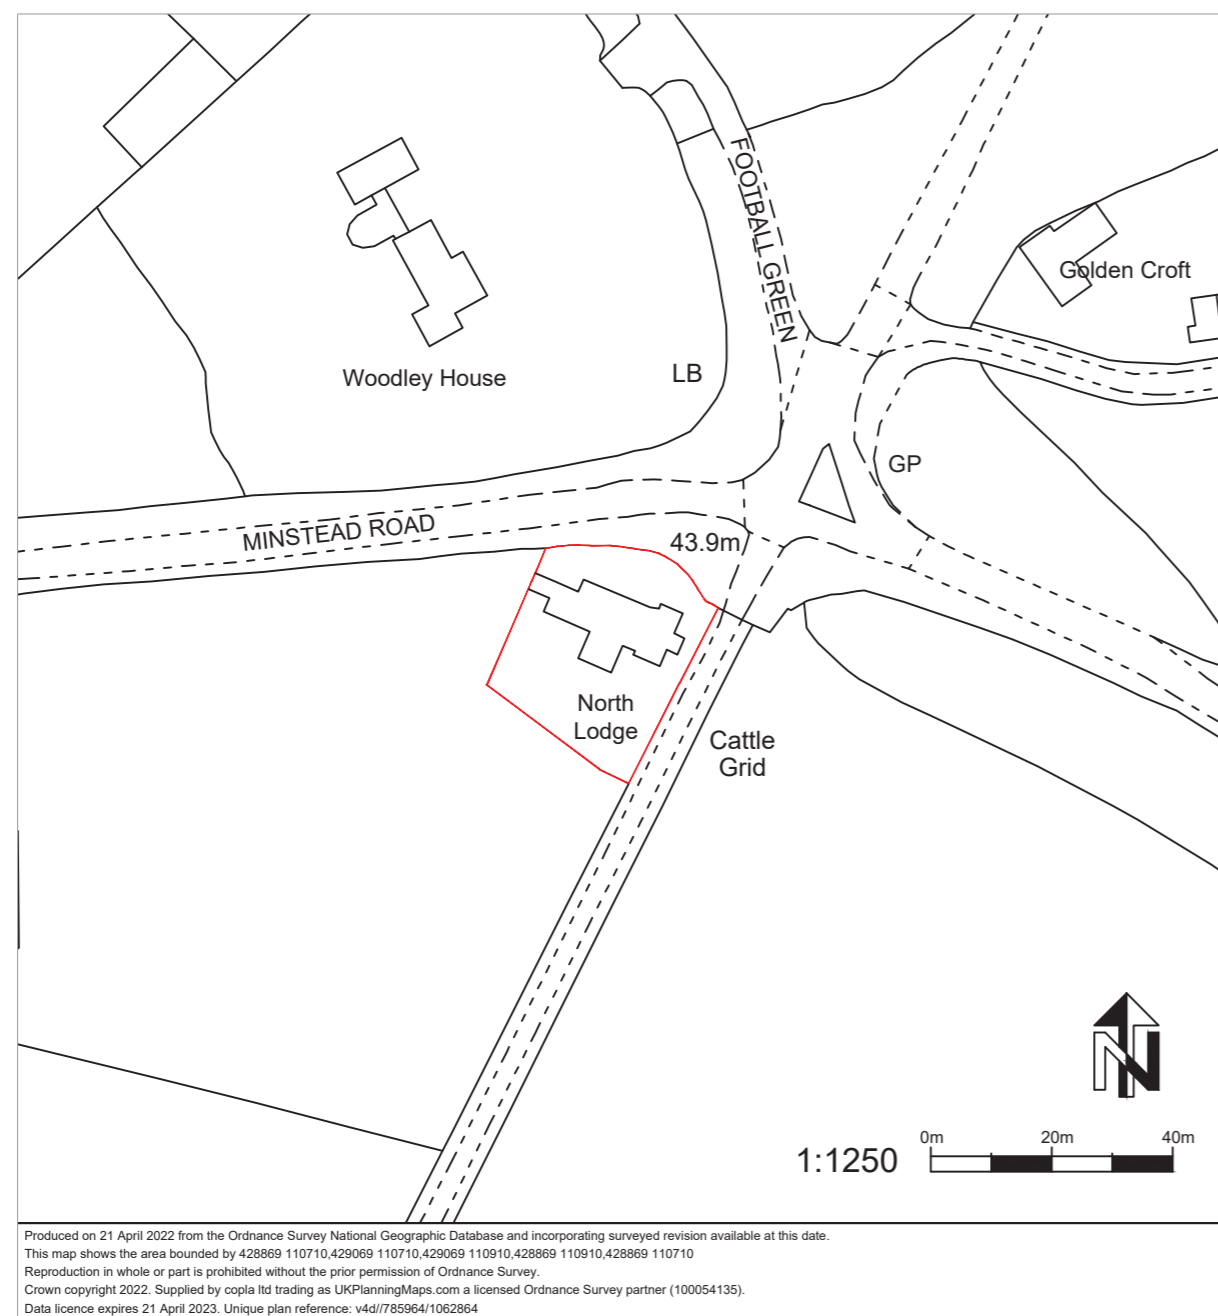 FOOTBALL GREEN
Golden Croft
Woodley House
LB
GP
MINSTEAD ROAD
43.9m
North
Lodge
Cattle
Grid
N
1:1250
0m 20m 40m
Produced on 21 April 2022 from the Ordnance Survey National Geographic Database and incorporating surveyed revision available at this date.
This map shows the area bounded by 428869 110710,429069 110710,429069 110910,428869 110910,428869 110710
Reproduction in whole or part is prohibited without the prior permission of Ordnance Survey.
Crown copyright 2022. Supplied by copla ltd trading as UKPlanningMaps.com a licensed Ordnance Survey partner (100054135).
Data licence expires 21 April 2023. Unique plan reference: v4d//785964/1062864